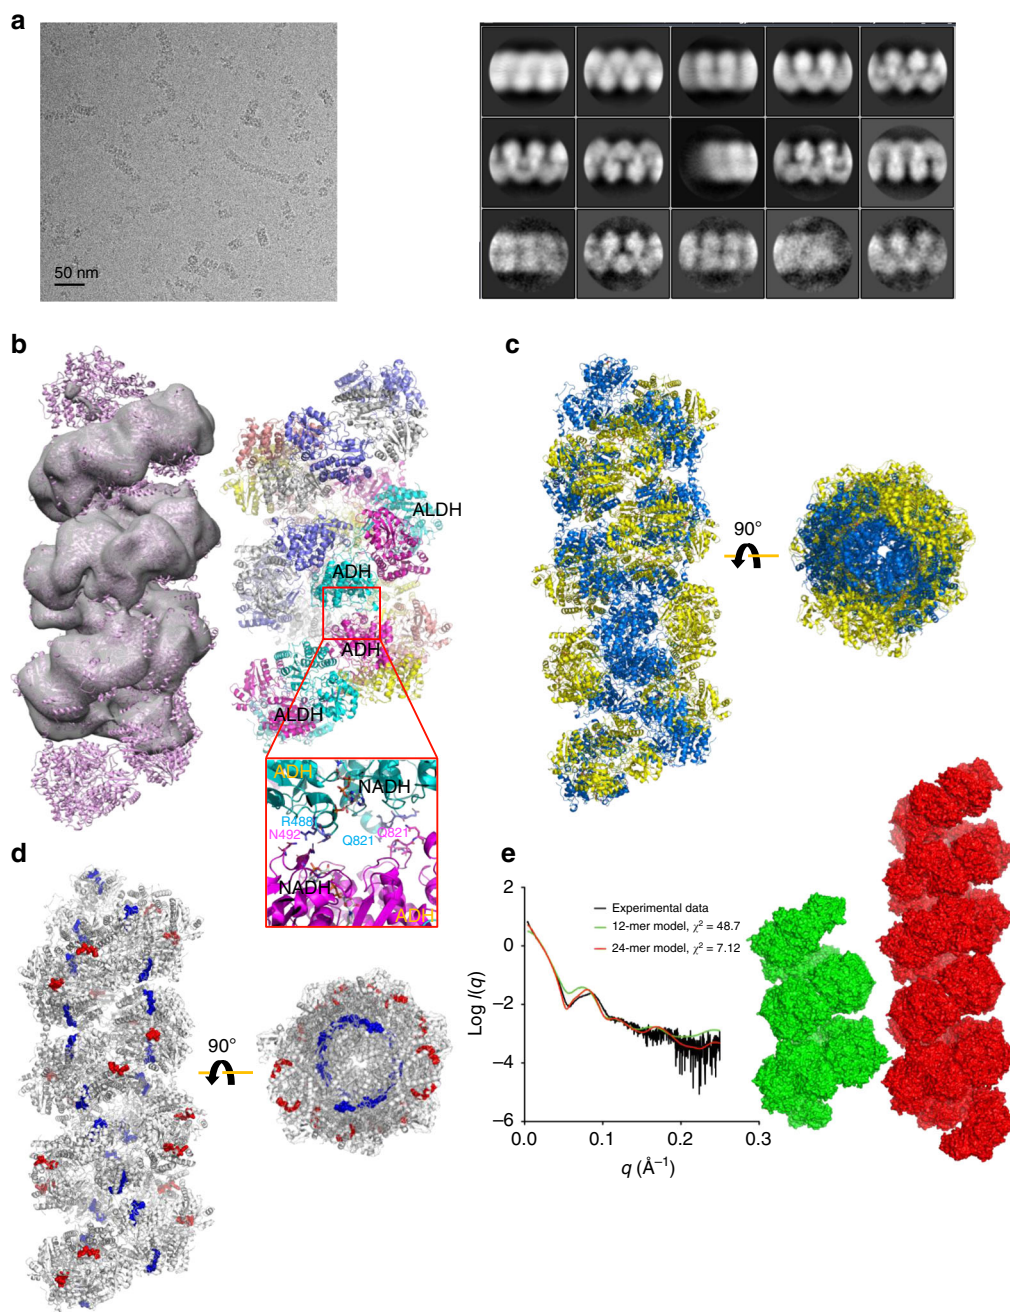 a
50 nm
b
ALDH
ADH
ADH
ALDH
ADH
NADH
R488
N492
Q821
Q821
NADH
ADH
c
90°
d
90°
e
2
0
−2
−4
−6
Log I(q)
Experimental data
12-mer model, χ² = 48.7
24-mer model, χ² = 7.12
0.0
0.1
0.2
0.3
q (Å⁻¹)